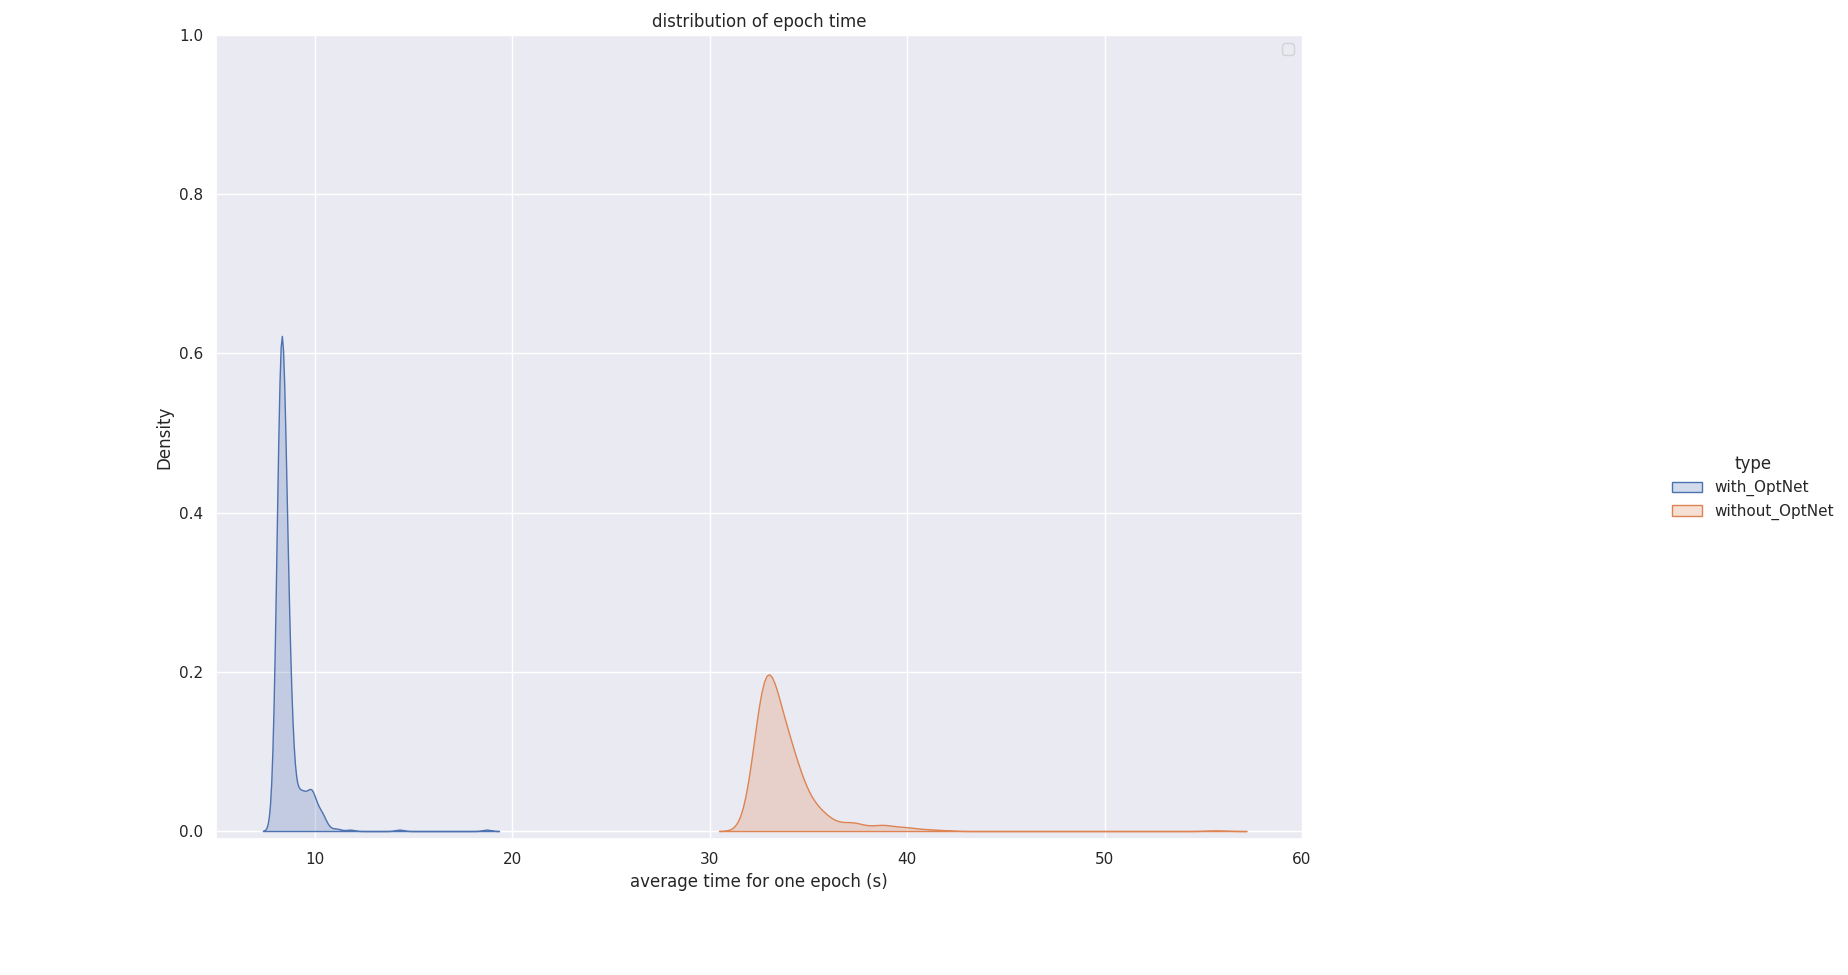 distribution of epoch time
1.0
0.8
0.6
0.4
0.2
0.0
Density
10 20 30 40 50 60
average time for one epoch (s)
type
with_OptNet
without_OptNet